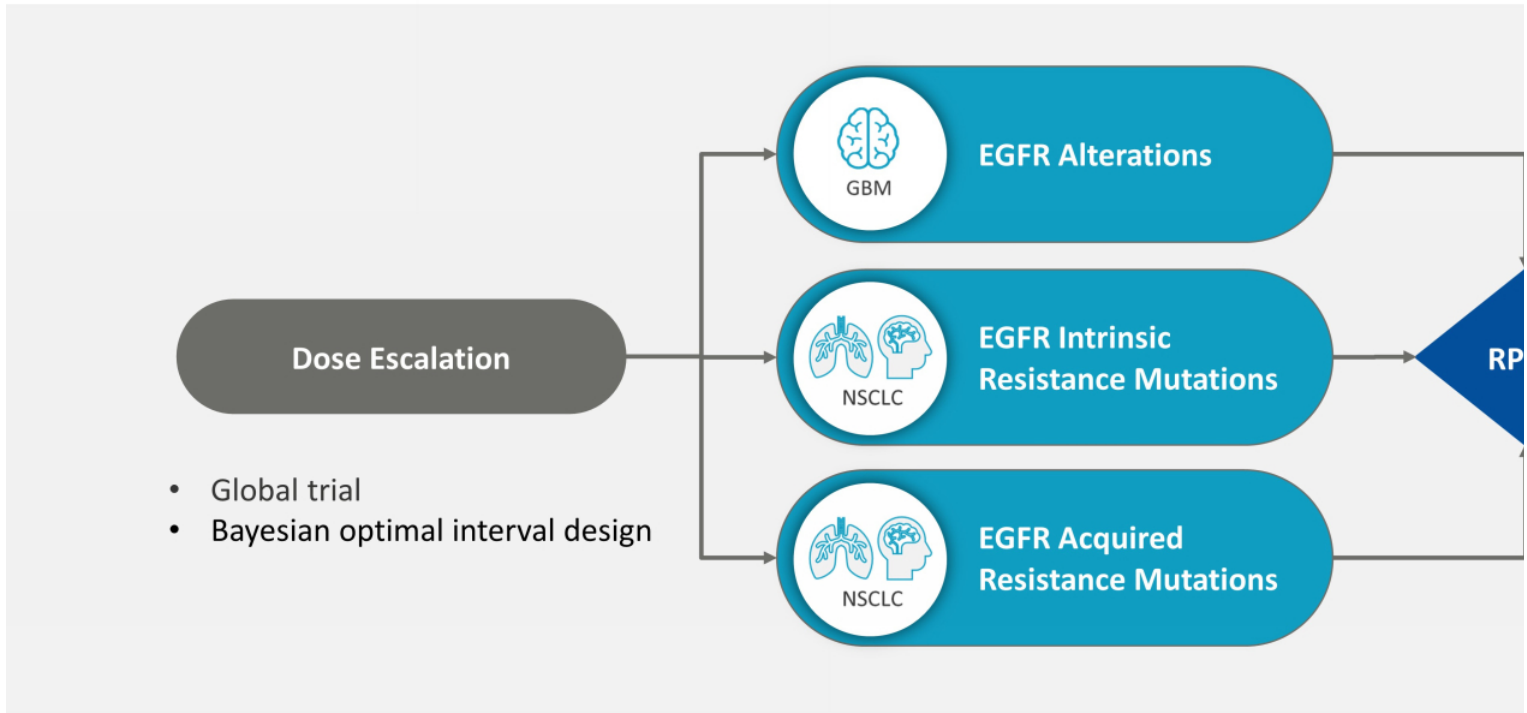 Dose Escalation
• Global trial
• Bayesian optimal interval design
GBM
EGFR Alterations
NSCLC
EGFR Intrinsic
Resistance Mutations
NSCLC
EGFR Acquired
Resistance Mutations
RP